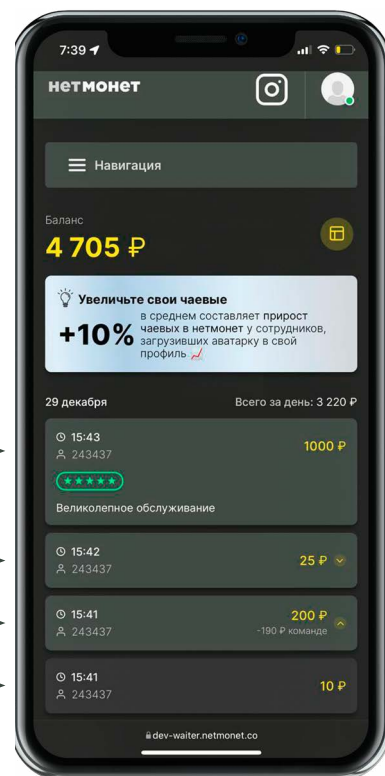 7:39
нетмонет
Навигация
Баланс
4 705 ₽
Увеличьте свои чаевые
+10%
в среднем составляет прирост
чаевых в нетмонет у сотрудников,
загрузивших аватарку в свой
профиль
29 декабря
Всего за день: 3 220 ₽
15:43
1000 ₽
243437
Великолепное обслуживание
15:42
25 ₽
243437
15:41
200 ₽
243437
-190 ₽ команде
15:41
10 ₽
243437
dev-waiter.netmonet.co